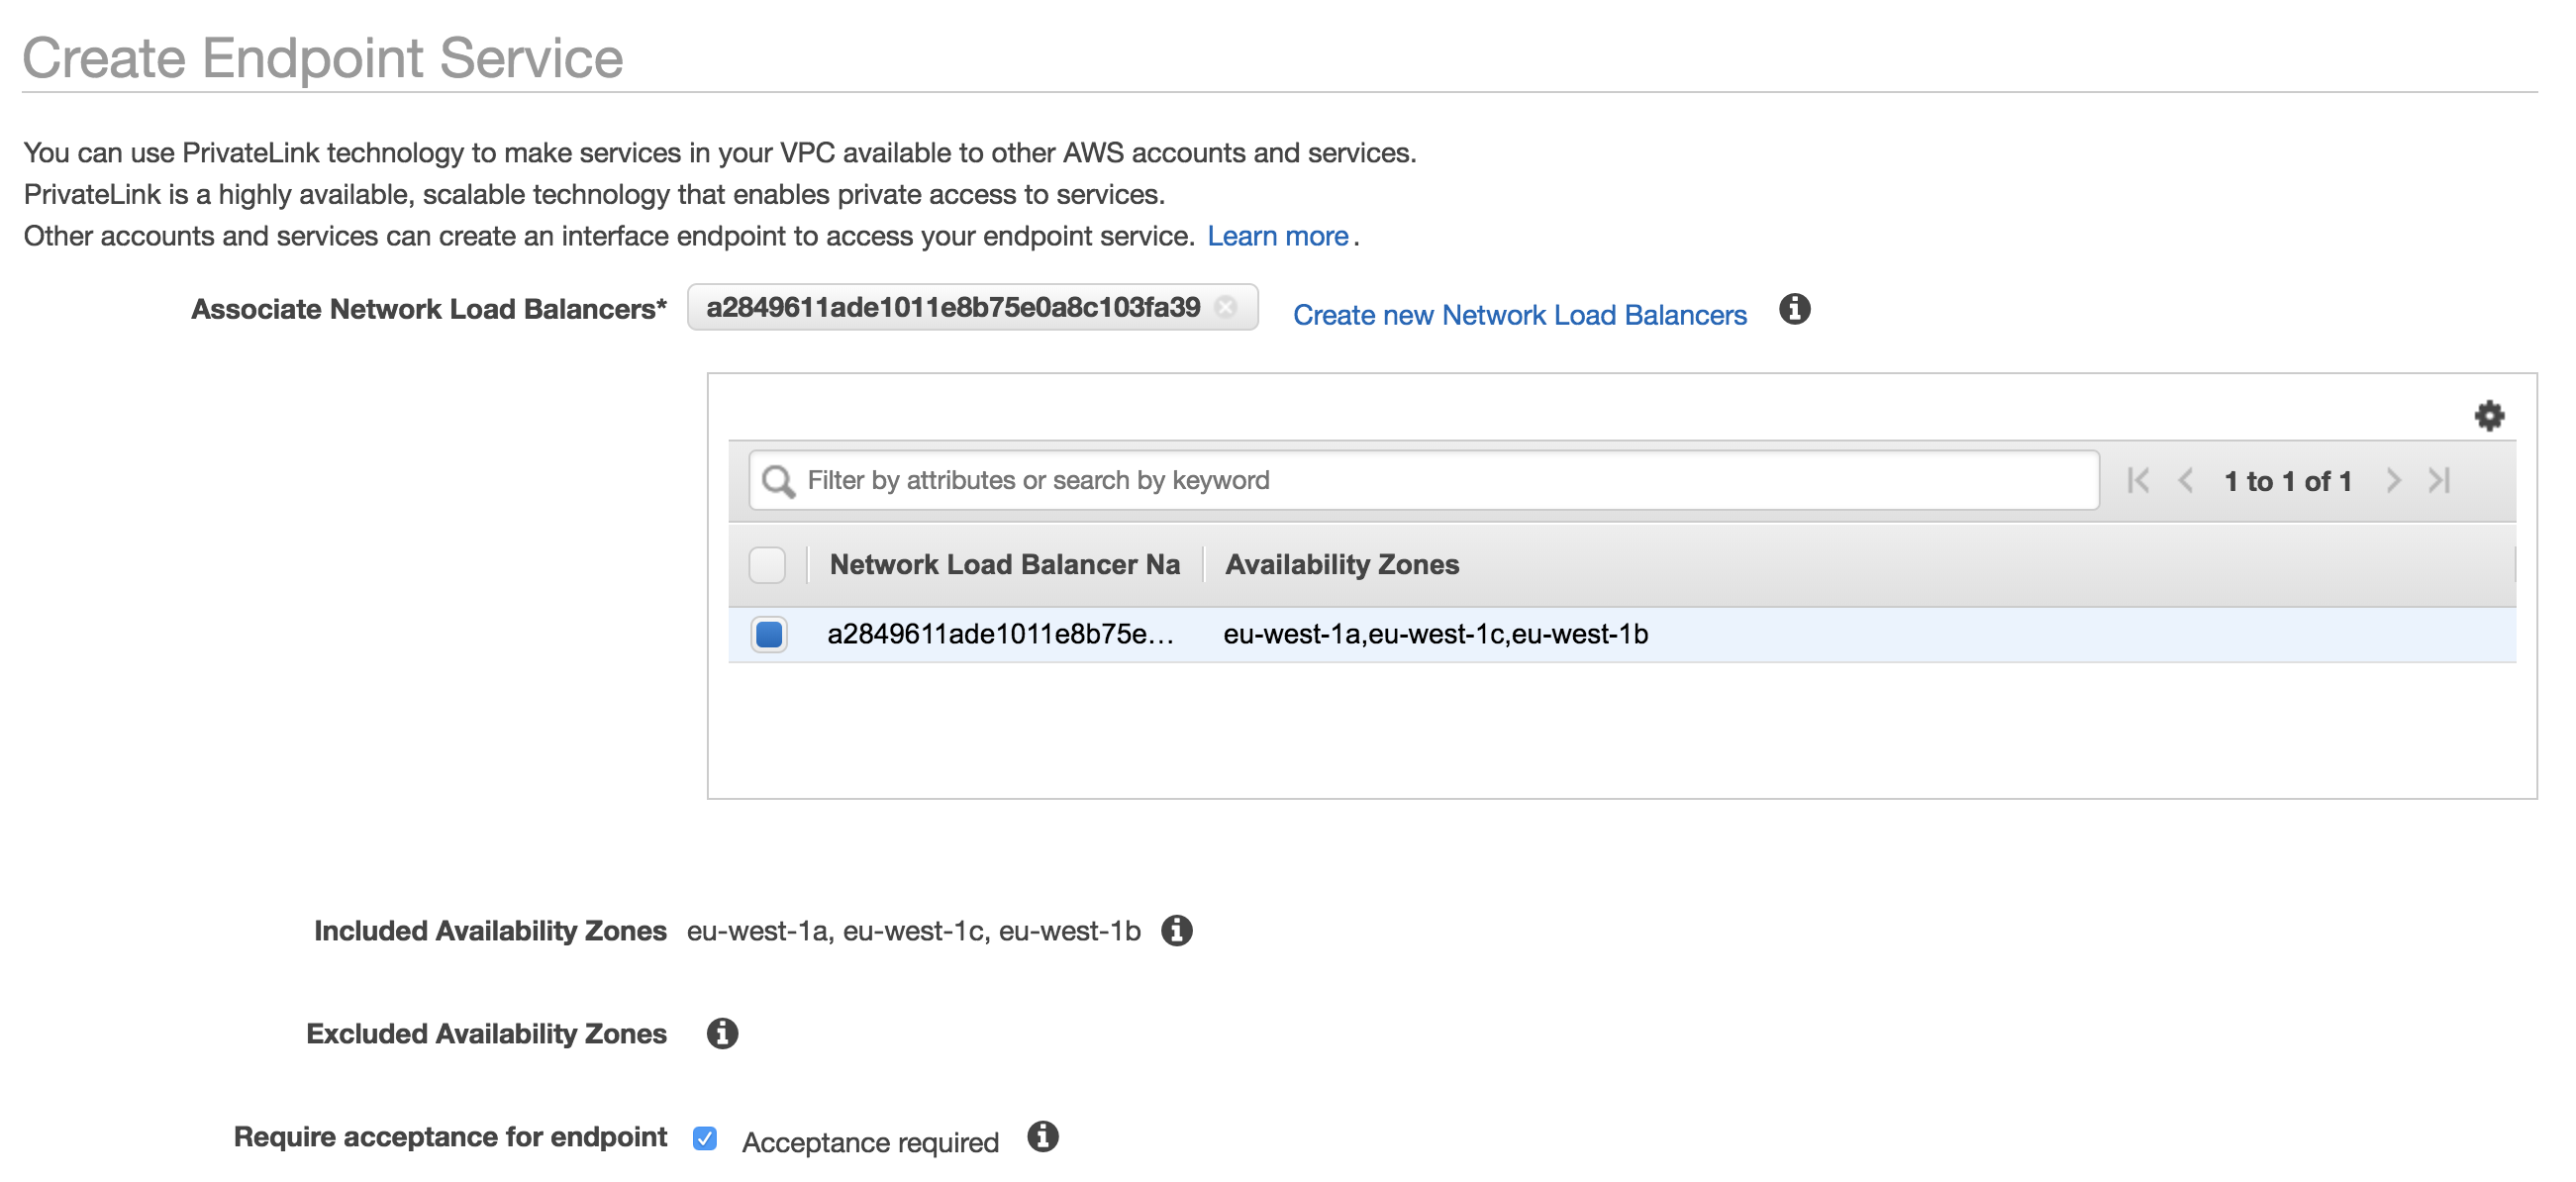 Create Endpoint Service
You can use PrivateLink technology to make services in your VPC available to other AWS accounts and services.
PrivateLink is a highly available, scalable technology that enables private access to services.
Other accounts and services can create an interface endpoint to access your endpoint service. Learn more.
Associate Network Load Balancers* a2849611ade1011e8b75e0a8c103fa39 Create new Network Load Balancers
Filter by attributes or search by keyword 1 to 1 of 1
Network Load Balancer Na Availability Zones
a2849611ade1011e8b75e... eu-west-1a,eu-west-1c,eu-west-1b
Included Availability Zones eu-west-1a, eu-west-1c, eu-west-1b
Excluded Availability Zones
Require acceptance for endpoint Acceptance required